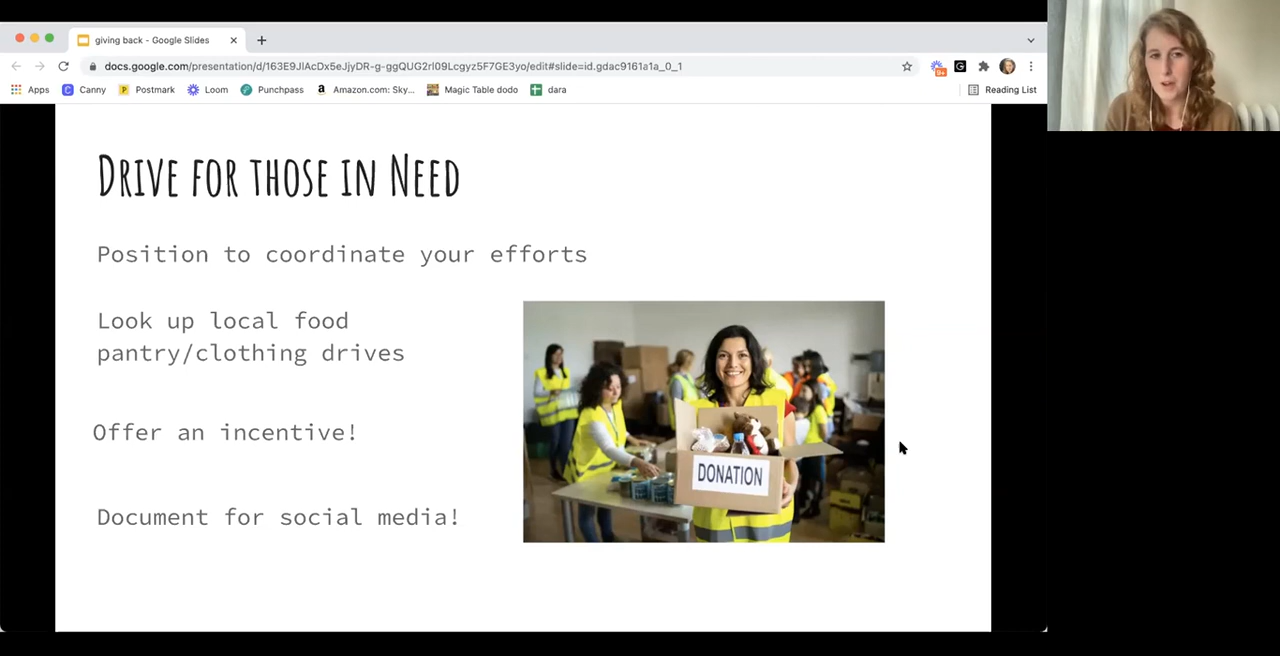 giving back - Google Slides
docs.google.com/presentation/d/163E9JIAcDx5eJjyDR-g-ggQUG2rl09Lcgyz5F7GE3yo/edit#slide=id.gdac9161a1a_0_1
9+
Apps Canny Postmark Loom Punchpass Amazon.com: Sky... Magic Table dodo dara Reading List
DRIVE FOR THOSE IN NEED
Position to coordinate your efforts
Look up local food
pantry/clothing drives
Offer an incentive!
Document for social media!
DONATION